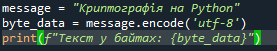 message = "Криптографія на Python"
byte_data = message.encode('utf-8')
print(f"Текст у байтах: {byte_data}")